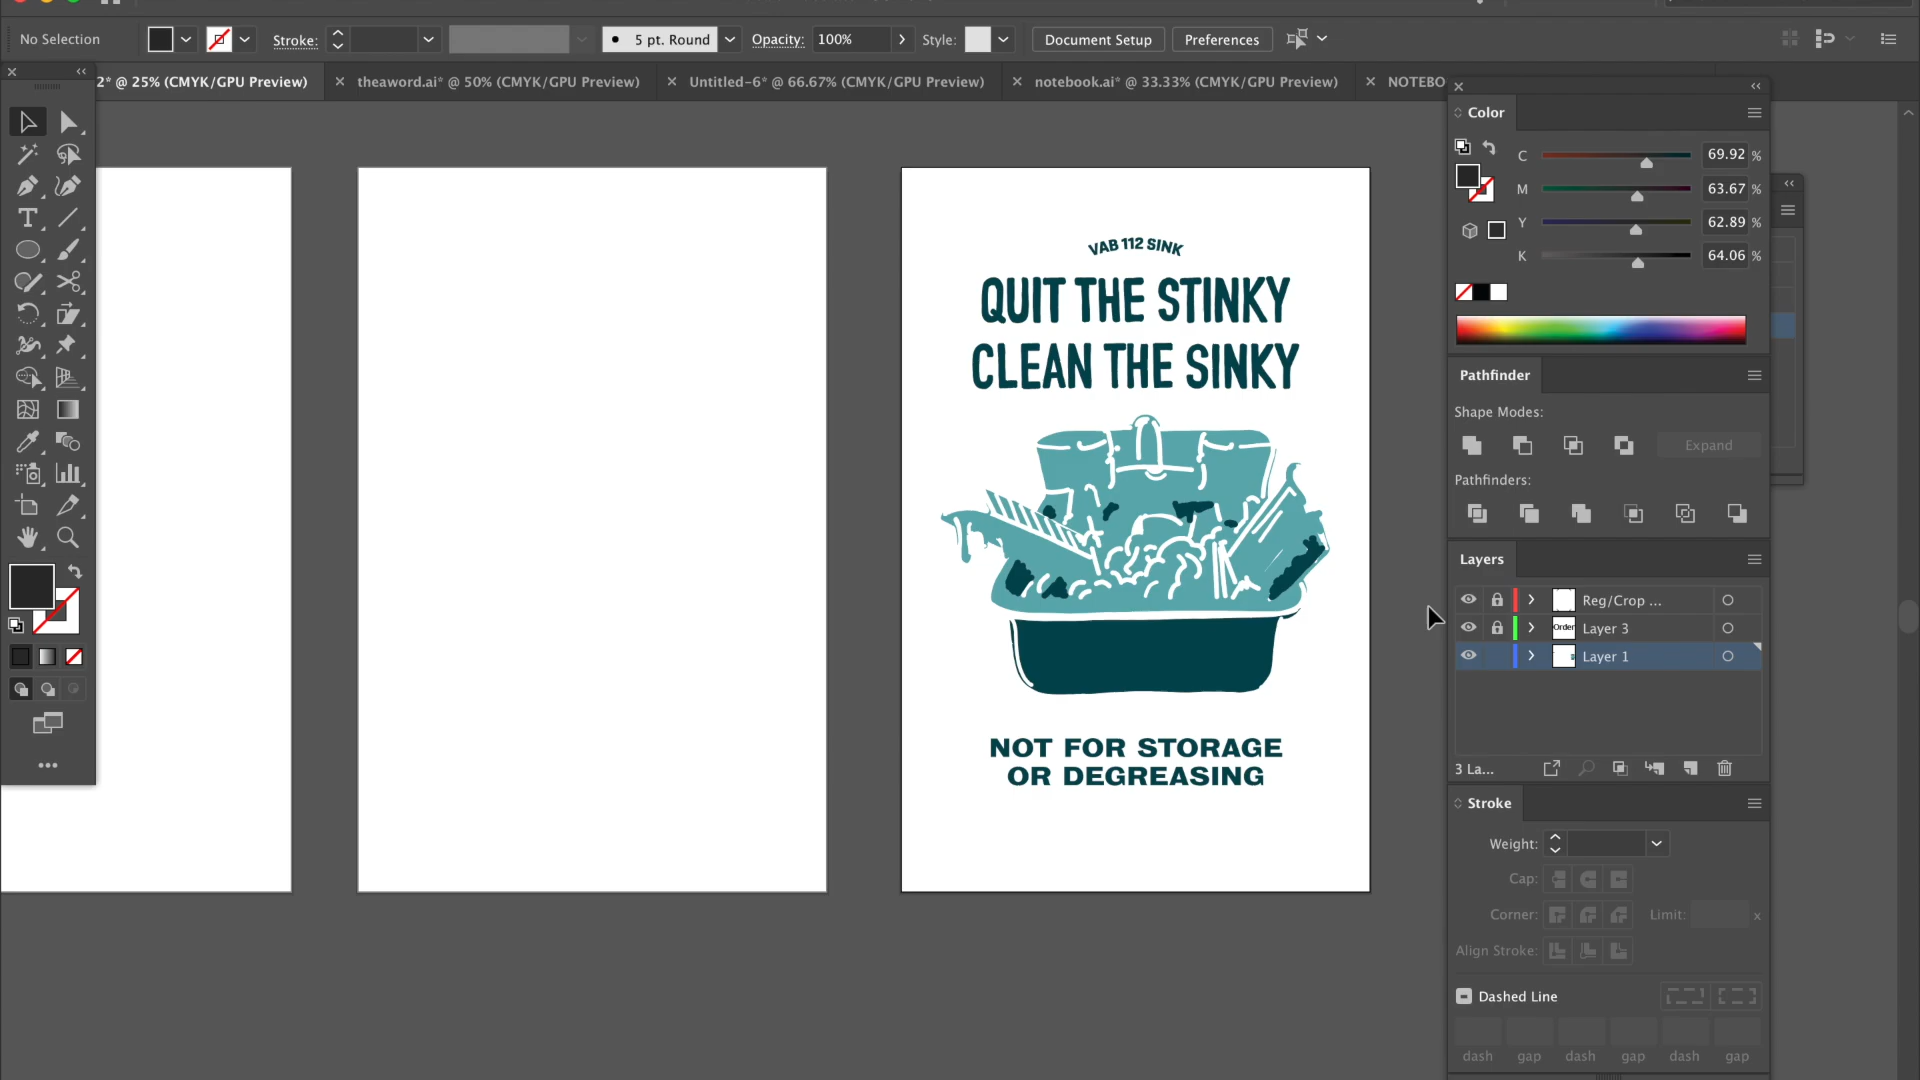 No Selection
Stroke:
5 pt. Round
Opacity:
100%
Style:
Document Setup
Preferences
2* @ 25% (CMYK/GPU Preview)
theaword.ai* @ 50% (CMYK/GPU Preview)
Untitled-6* @ 66.67% (CMYK/GPU Preview)
notebook.ai* @ 33.33% (CMYK/GPU Preview)
NOTEBO
VAB 112 SINK
QUIT THE STINKY
CLEAN THE SINKY
NOT FOR STORAGE
OR DEGREASING
Color
C 69.92 %
M 63.67 %
Y 62.89 %
K 64.06 %
Pathfinder
Shape Modes:
Expand
Pathfinders:
Layers
Reg/Crop ...
Order Layer 3
Layer 1
3 La...
Stroke
Weight:
Cap:
Corner:
Limit: x
Align Stroke:
Dashed Line
dash gap dash gap dash gap